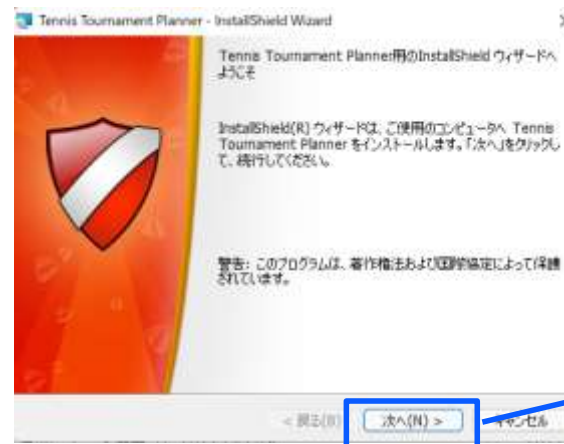 Tennis Tournament Planner - InstallShield Wizard
Tennis Tournament Planner用のInstallShield ウィザードへ
ようこそ
InstallShield(R) ウィザードは、ご使用のコンピュータへ Tennis
Tournament Planner をインストールします。「次へ」をクリックし
て、続行してください。
警告: このプログラムは、著作権法および国際協定によって保護
されています。
< 戻る(B)
次へ(N) >
キャンセル